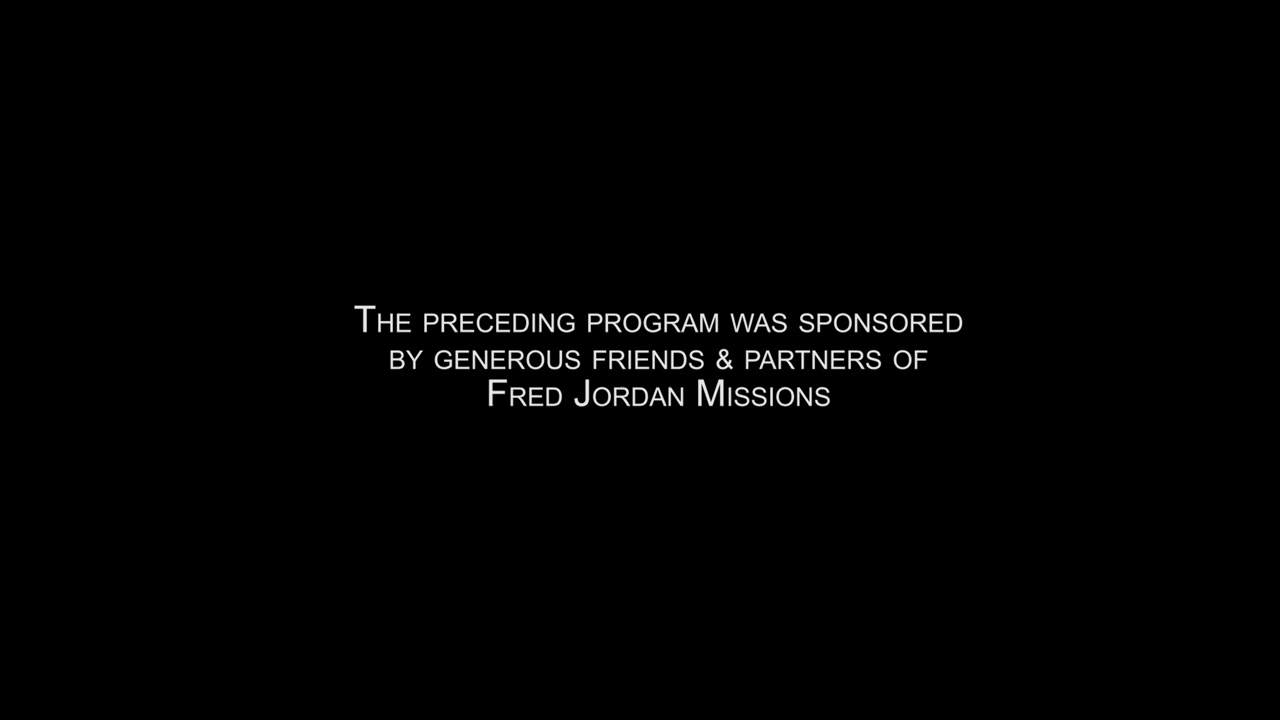 The preceding program was sponsored
by generous friends & partners of
Fred Jordan Missions